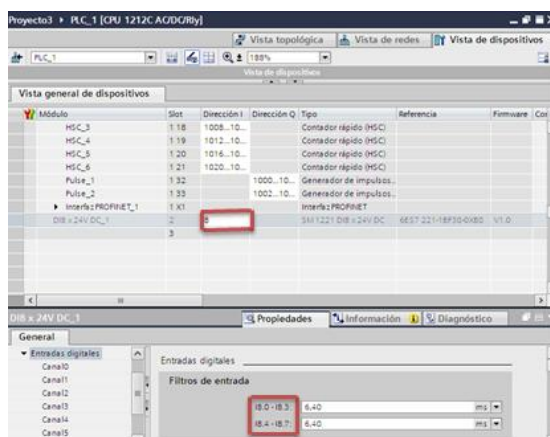 Proyecto3 ▸ PLC_1 [CPU 1212C AC/DC/Rly]
Vista topológica Vista de redes Vista de dispositivos
PLC_1 188%
Vista de dispositivos
Vista general de dispositivos
Módulo Slot Dirección I Dirección Q Tipo Referencia Firmware
HSC_3 1 18 1008...10... Contador rápido (HSC)
HSC_4 1 19 1012...10... Contador rápido (HSC)
HSC_5 1 20 1016...10... Contador rápido (HSC)
HSC_6 1 21 1020...10... Contador rápido (HSC)
Pulse_1 1 32 1000...10... Generador de impulsos...
Pulse_2 1 33 1002...10... Generador de impulsos...
Interfaz PROFINET_1 1 X1 Interfaz PROFINET
DI8 x 24V DC_1 2 8 SM 1221 DI8 x 24V DC 6ES7 221-1BF30-0XB0 V1.0
3
DI8 x 24V DC_1 Propiedades Información Diagnóstico
General
Entradas digitales
Canal0
Canal1
Canal2
Canal3
Canal4
Canal5
Entradas digitales
Filtros de entrada
I8.0 - I8.3: 6,40 ms
I8.4 - I8.7: 6,40 ms